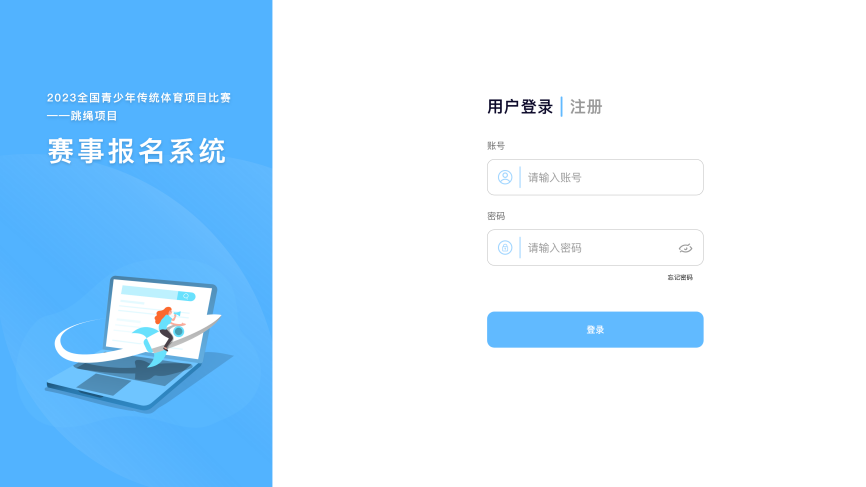 2023全国青少年传统体育项目比赛
——跳绳项目
赛事报名系统
用户登录 | 注册
账号
请输入账号
密码
请输入密码
忘记密码
登录